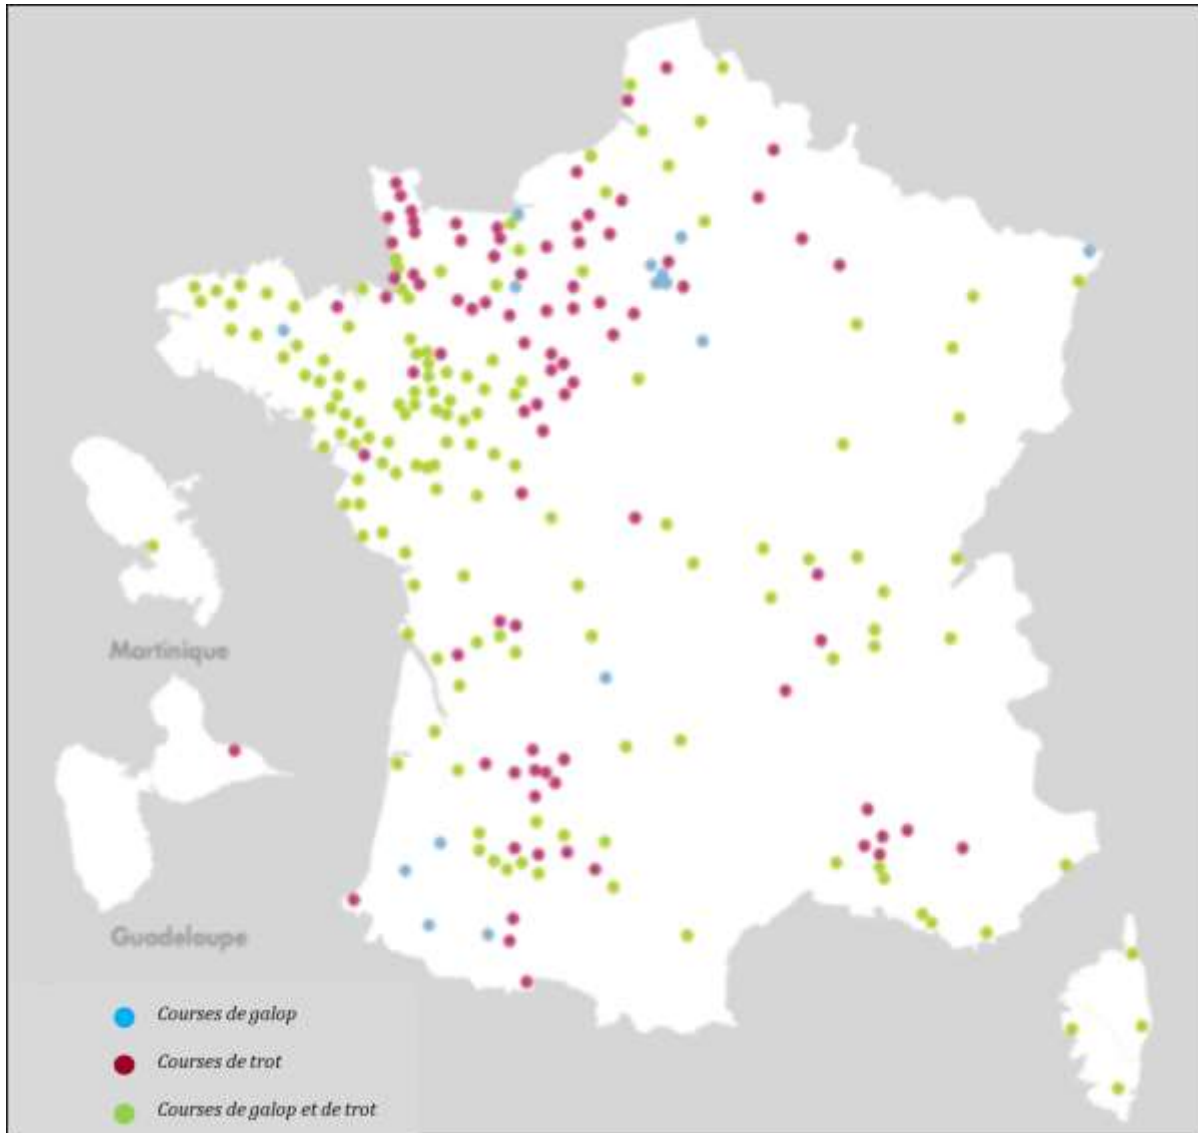 Martinique
Guadeloupe
Courses de galop
Courses de trot
Courses de galop et de trot